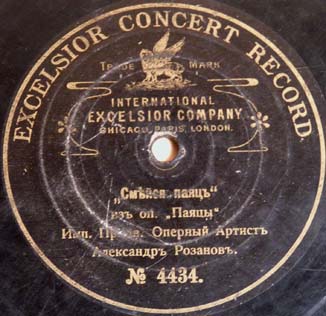 EXCELSIOR CONCERT RECORD.
TRADE MARK
INTERNATIONAL
EXCELSIOR COMPANY
CHICAGO, PARIS, LONDON.
„Смѣйся паяцъ“
изъ оп. „Паяцы“
Имп. Оперный Артистъ
Александръ Розановъ.
№ 4434.